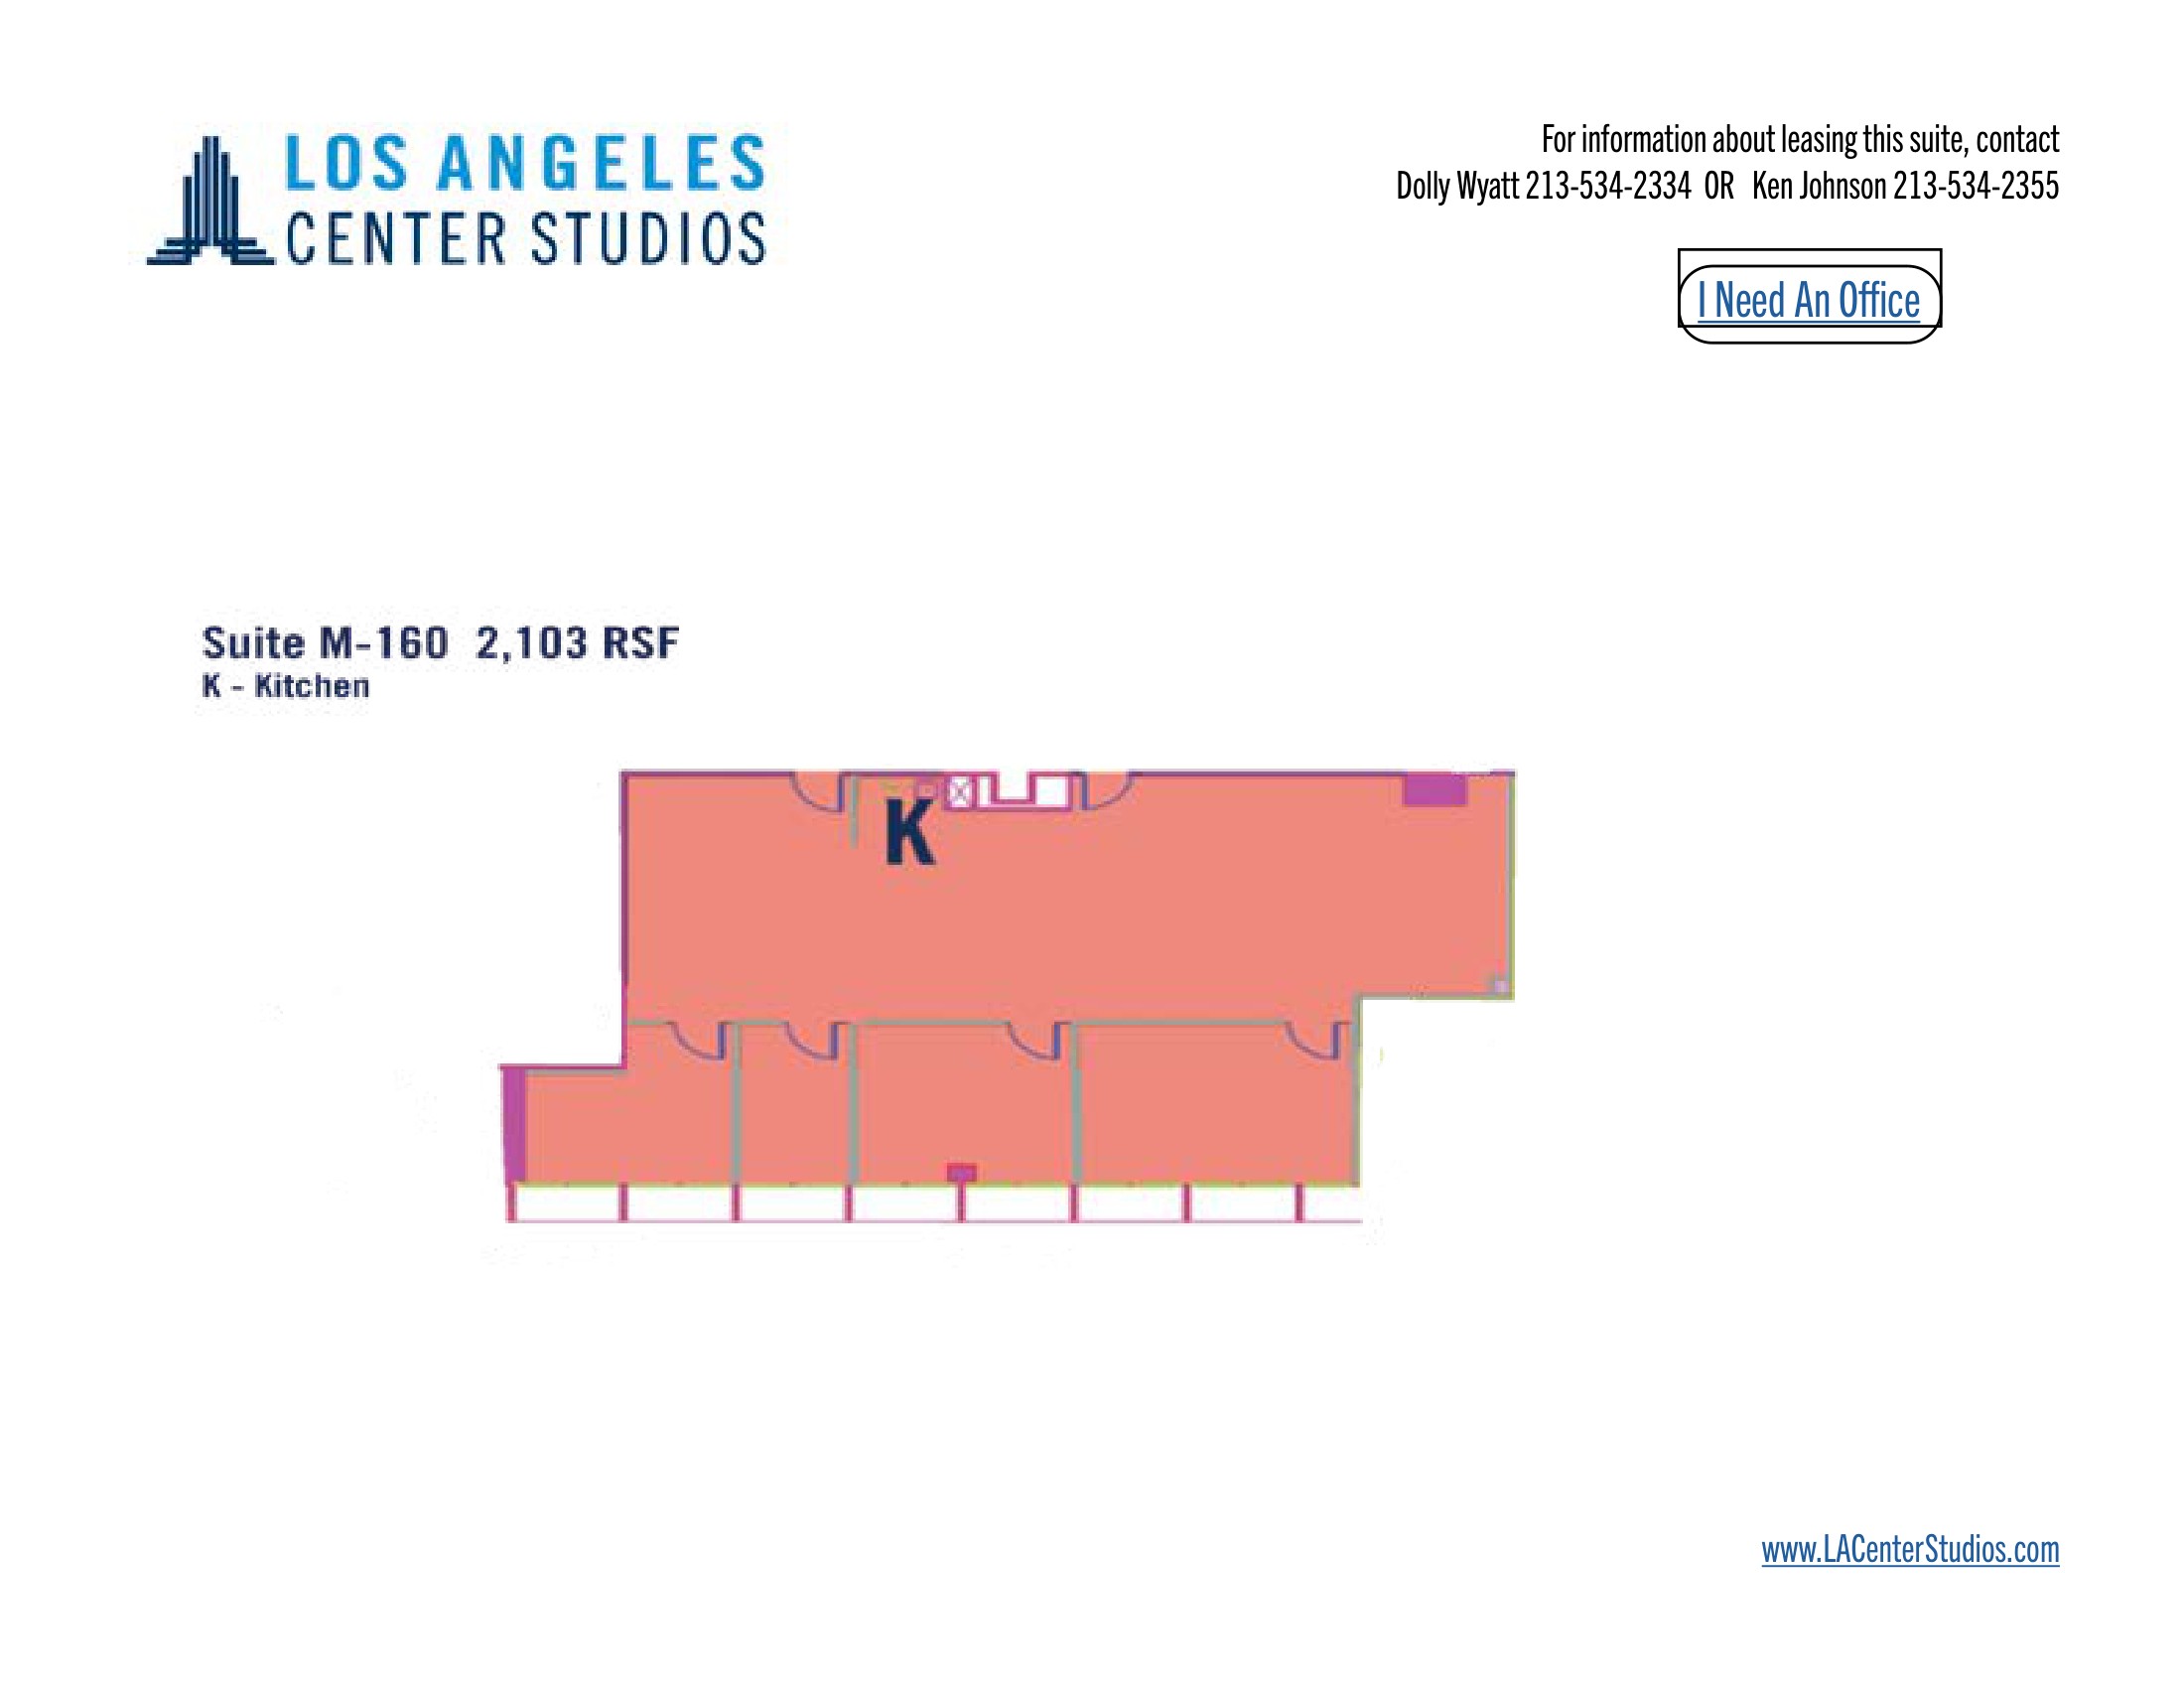 LOS ANGELES
CENTER STUDIOS
For information about leasing this suite, contact
Dolly Wyatt 213-534-2334 OR Ken Johnson 213-534-2355
I Need An Office
Suite M-160 2,103 RSF
K - Kitchen
K
www.LACenterStudios.com